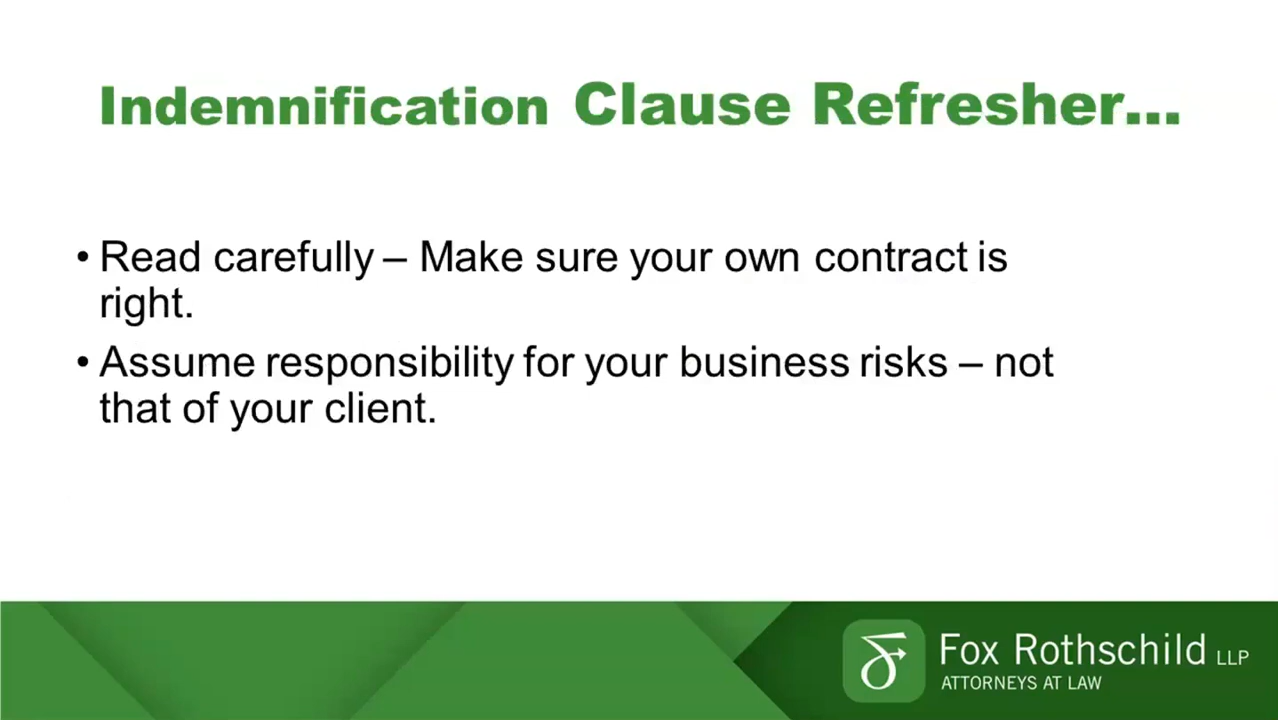 Indemnification Clause Refresher...
• Read carefully – Make sure your own contract is
right.
• Assume responsibility for your business risks – not
that of your client.
Fox Rothschild LLP
ATTORNEYS AT LAW